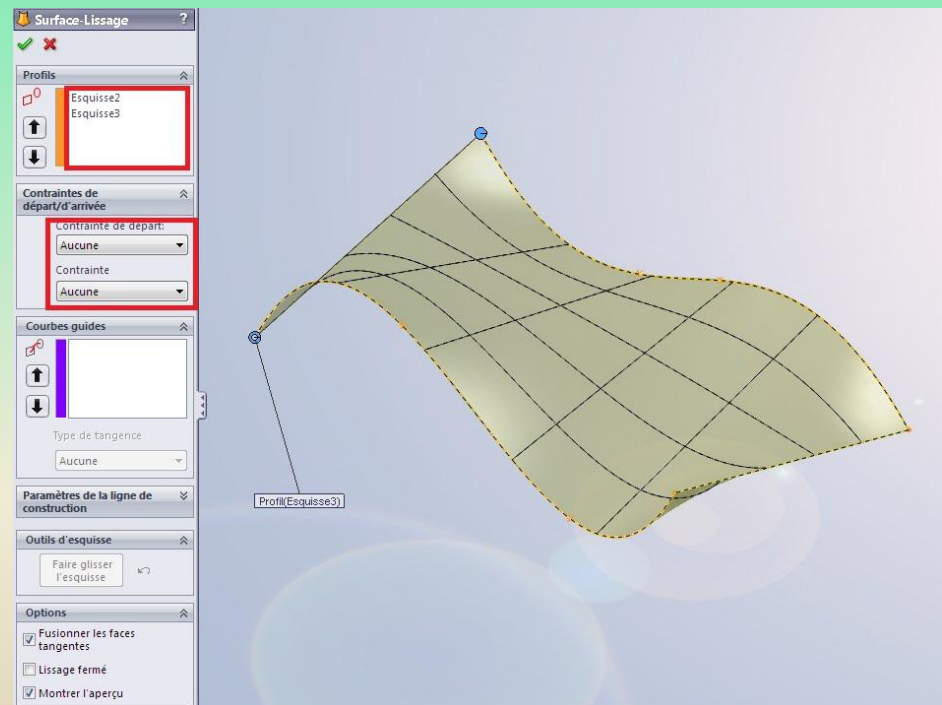 Surface-Lissage ?
Profils
Esquisse2
Esquisse3
Contraintes de
départ/d'arrivée
Contrainte de départ:
Aucune
Contrainte
Aucune
Courbes guides
Type de tangence
Aucune
Paramètres de la ligne de
construction
Outils d'esquisse
Faire glisser
l'esquisse
Options
Fusionner les faces
tangentes
Lissage fermé
Montrer l'aperçu
Profil(Esquisse3)